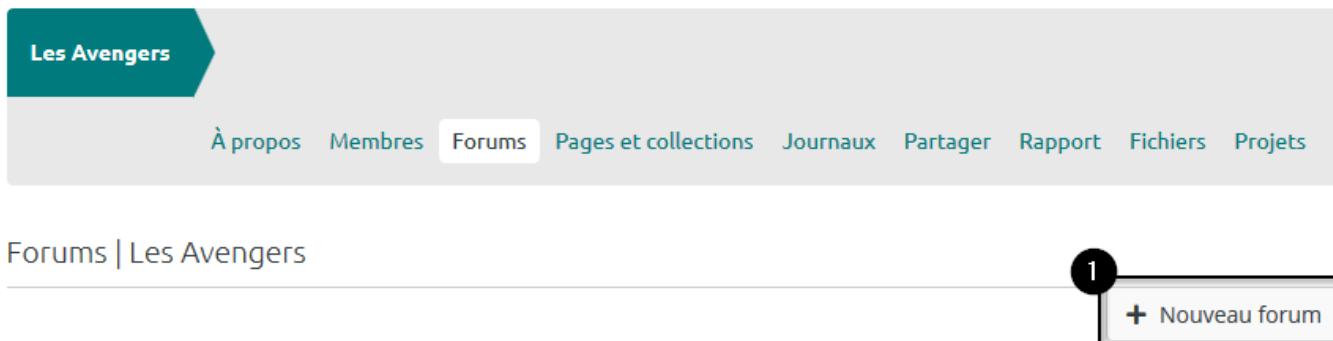 Les Avengers
À propos Membres Forums Pages et collections Journaux Partager Rapport Fichiers Projets
Forums | Les Avengers
1
+ Nouveau forum